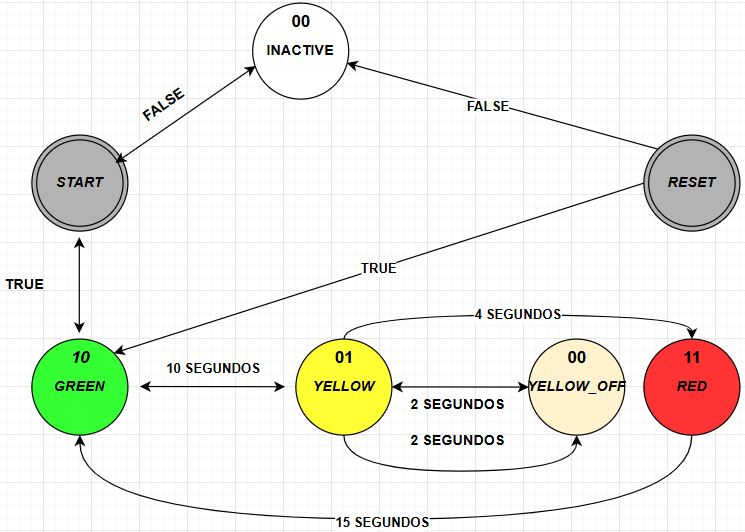 00
INACTIVE
FALSE
FALSE
START
RESET
TRUE
TRUE
4 SEGUNDOS
10
GREEN
10 SEGUNDOS
01
YELLOW
2 SEGUNDOS
2 SEGUNDOS
00
YELLOW_OFF
11
RED
15 SEGUNDOS